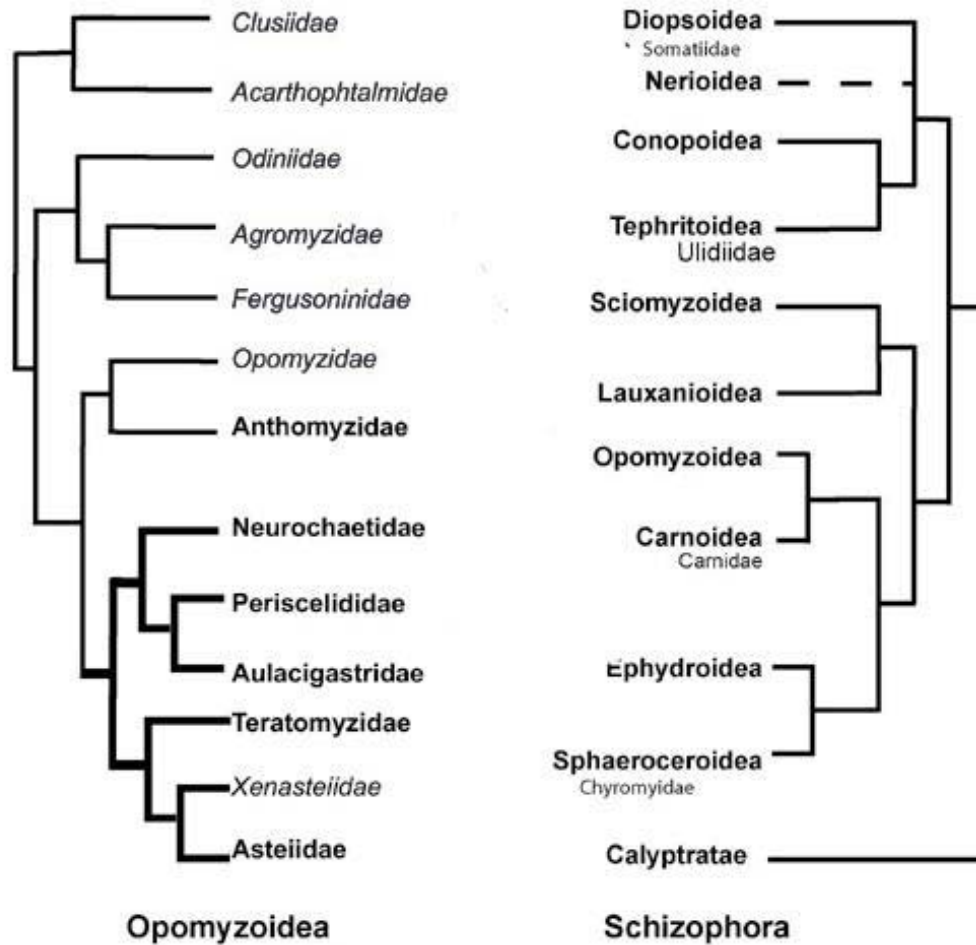 Clusiidae
Acarthophtalmidae
Odiniidae
Agromyzidae
Fergusoninidae
Opomyzidae
Anthomyzidae
Neurochaetidae
Periscelididae
Aulacigastridae
Teratomyzidae
Xenasteiidae
Asteiidae
Opomyzoidea
Diopsoidea
Somatiidae
Nerioidea
Conopoidea
Tephritoidea
Ulidiidae
Sciomyzoidea
Lauxanioidea
Opomyzoidea
Carnoidea
Carnidae
Ephydroidea
Sphaeroceroidea
Chyromyidae
Calyptratae
Schizophora